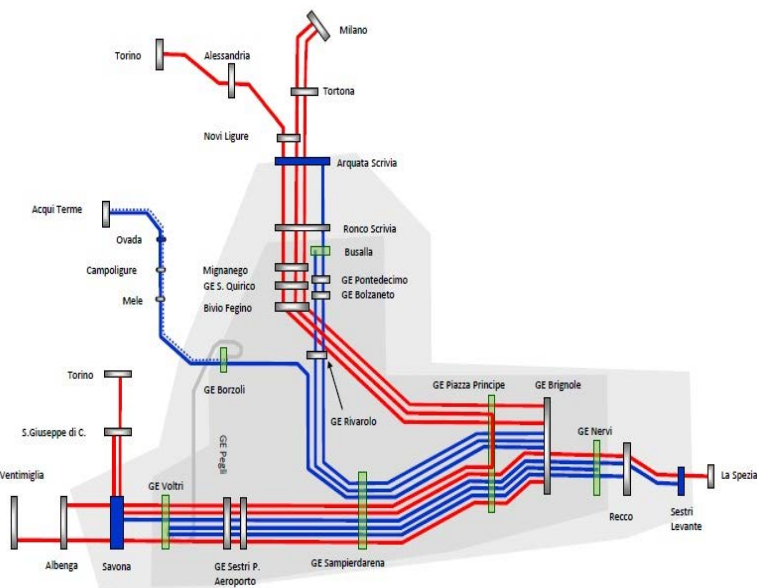 Milano
Torino
Alessandria
Tortona
Novi Ligure
Arquata Scrivia
Acqui Terme
Ronco Scrivia
Ovada
Busalla
Campoligure
Mignanego
GE Pontedecimo
GE S. Quirico
GE Bolzaneto
Mele
Bivio Fegino
Torino
GE Borzoli
GE Rivarolo
GE Piazza Principe
GE Brignole
S.Giuseppe di C.
GE Pegli
GE Nervi
Ventimiglia
GE Voltri
La Spezia
Albenga
Savona
GE Sestri P.
Aeroporto
GE Sampierdarena
Recco
Sestri
Levante